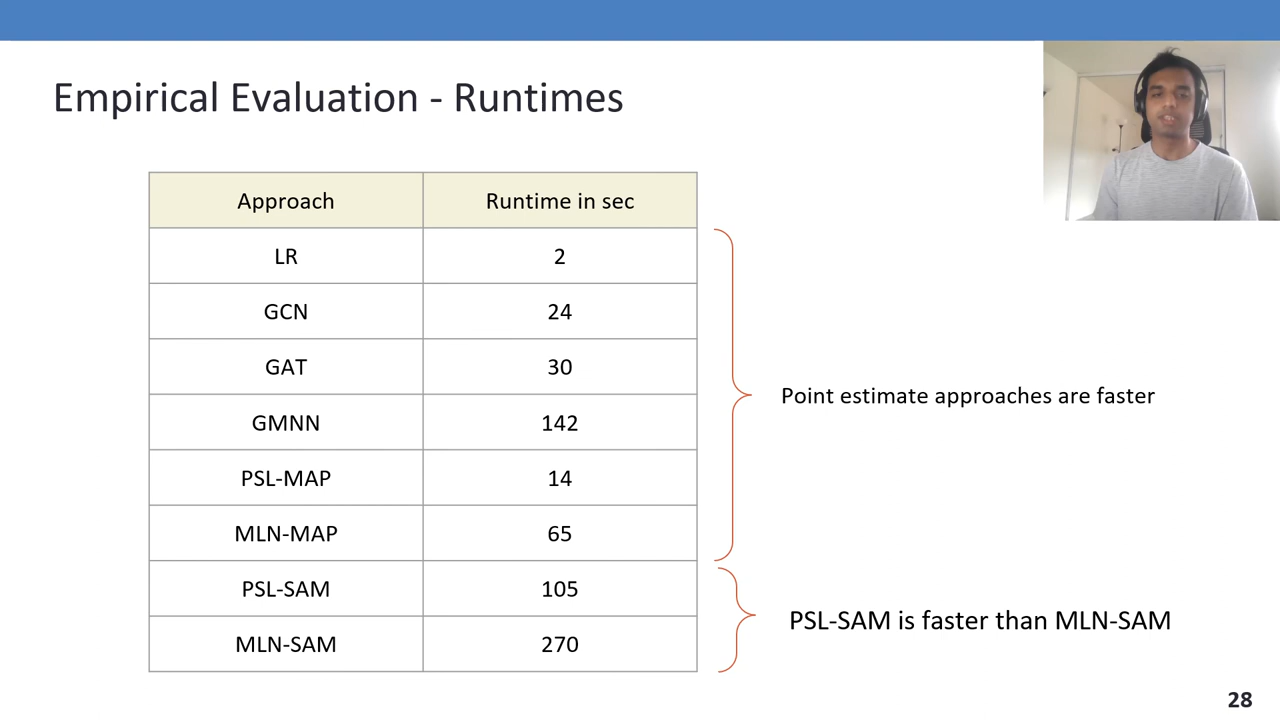 Empirical Evaluation - Runtimes
Approach Runtime in sec
LR 2
GCN 24
GAT 30
GMNN 142
PSL-MAP 14
MLN-MAP 65
PSL-SAM 105
MLN-SAM 270
Point estimate approaches are faster
PSL-SAM is faster than MLN-SAM
28